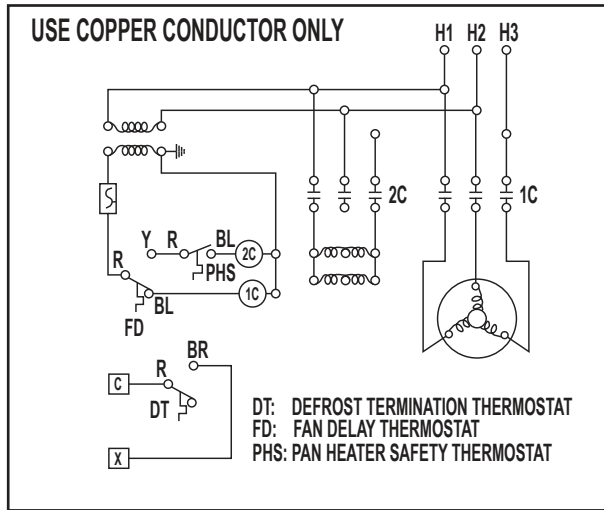 USE COPPER CONDUCTOR ONLY
H1 H2 H3
2C 1C
Y R BL 2C
PHS
R
BL 1C
FD
BR
C R
DT
X
DT: DEFROST TERMINATION THERMOSTAT
FD: FAN DELAY THERMOSTAT
PHS: PAN HEATER SAFETY THERMOSTAT